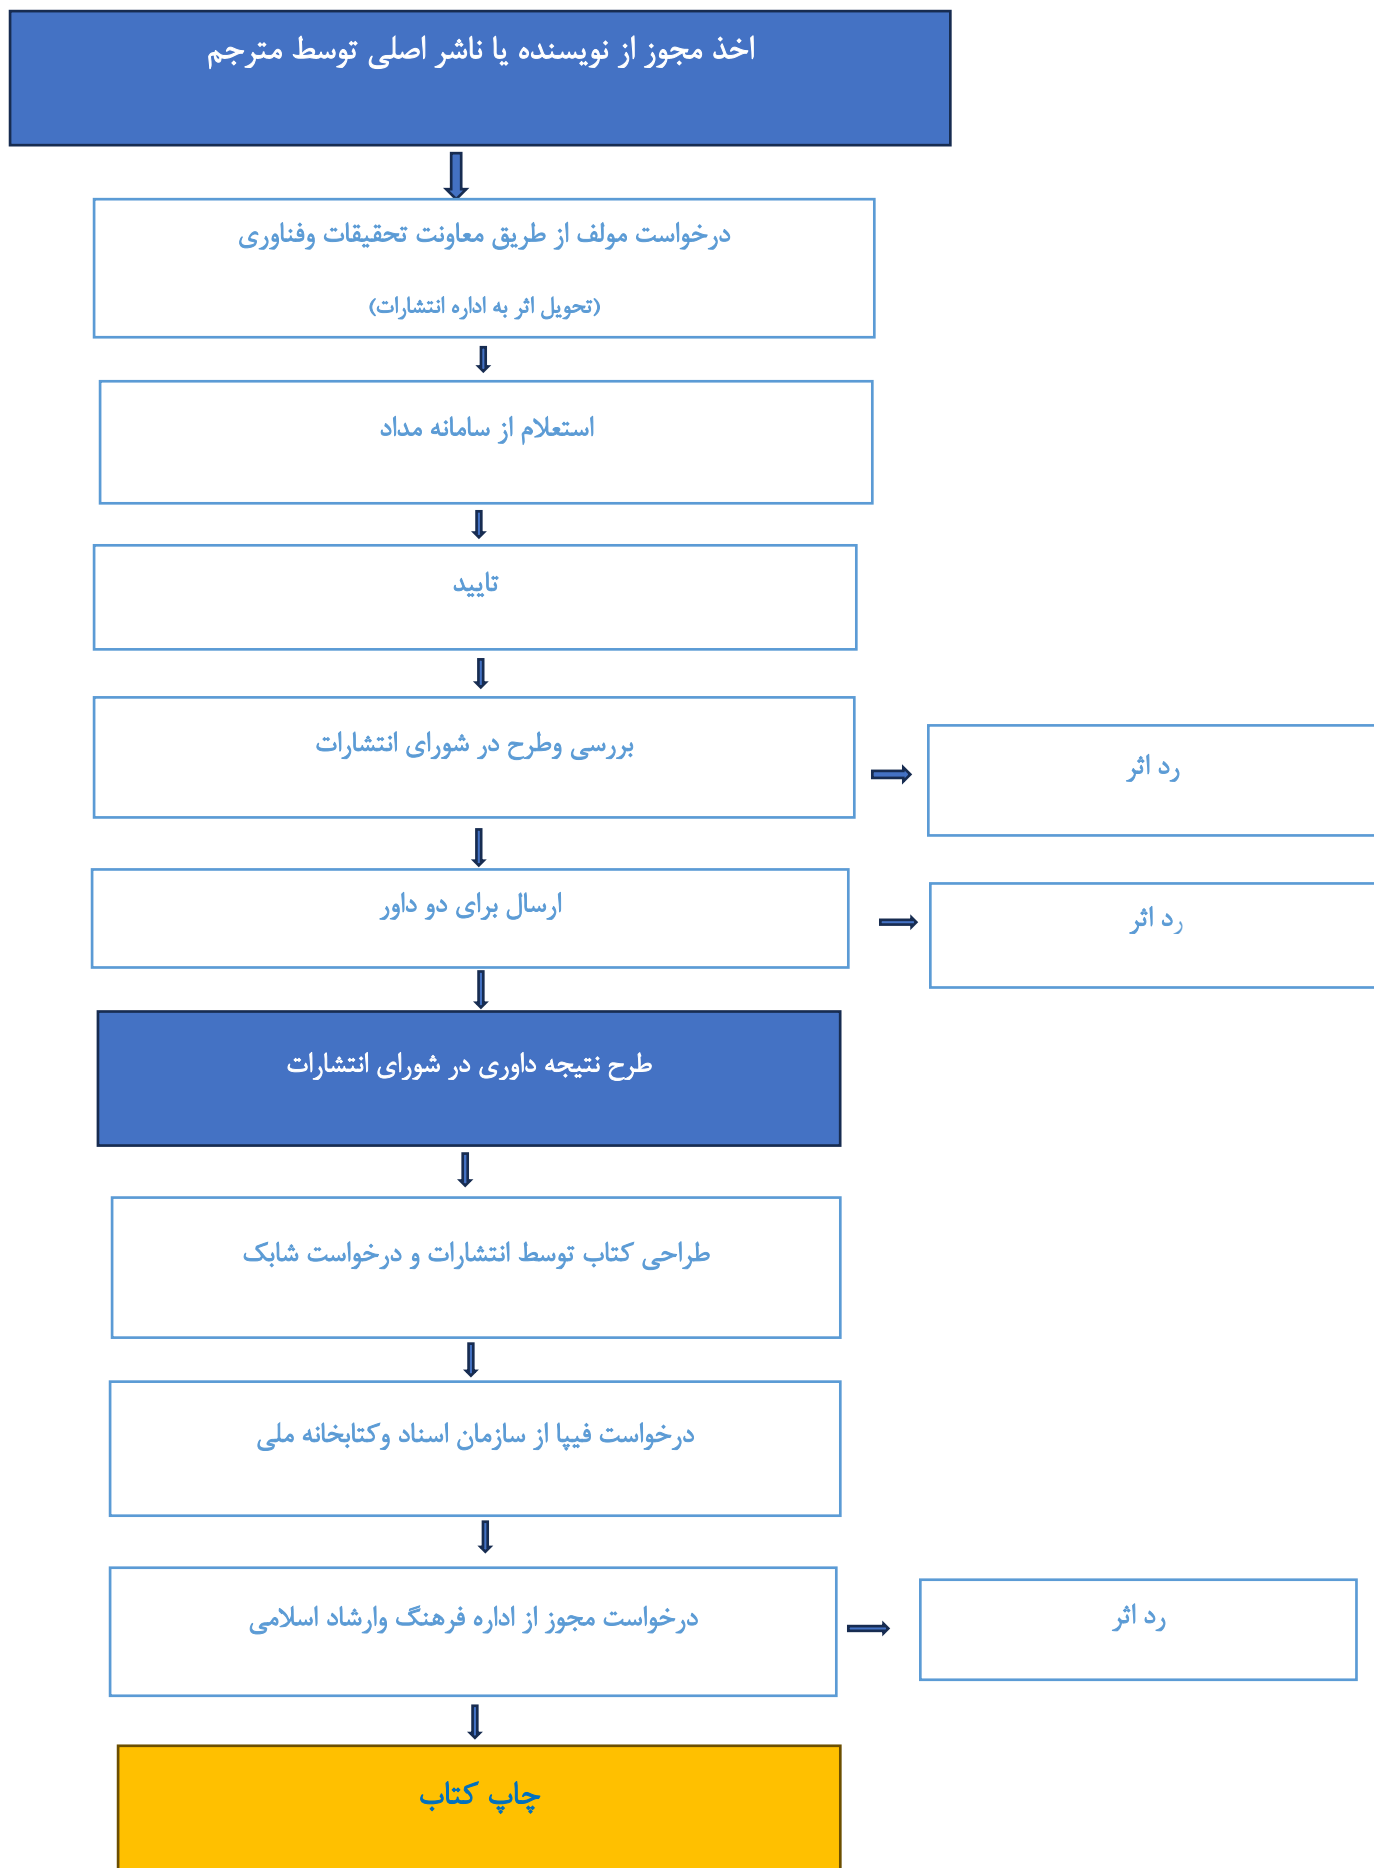 اخذ مجوز از نویسنده یا ناشر اصلی توسط مترجم
درخواست مولف از طریق معاونت تحقیقات وفناوری
(تحویل اثر به اداره انتشارات)
استعلام از سامانه مداد
تایید
بررسی وطرح در شورای انتشارات
رد اثر
ارسال برای دو داور
رد اثر
طرح نتیجه داوری در شورای انتشارات
طراحی کتاب توسط انتشارات و درخواست شابک
درخواست فیپا از سازمان اسناد وکتابخانه ملی
درخواست مجوز از اداره فرهنگ وارشاد اسلامی
رد اثر
چاپ کتاب